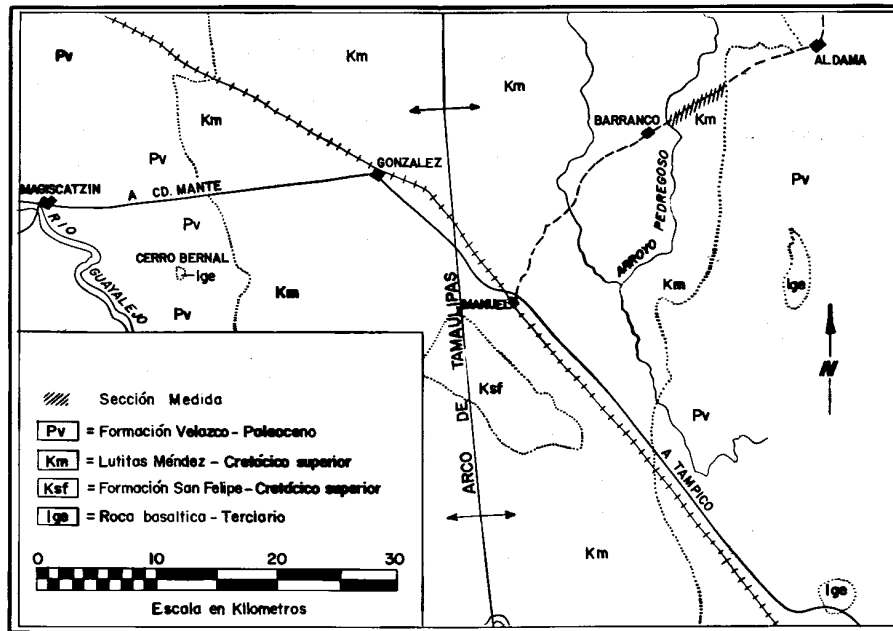 Pv
Km
Km
ALDAMA
BARRANCO
Km
Km
Pv
GONZALEZ
Pv
MAGISCATZIN
A CD. MANTE
RIO GUAYALEJO
Pv
CERRO BERNAL
Ige
Km
Pv
ARROYO PEDREGOSO
Km
Ige
MANUEL
N
ARCO DE TAMAULIPAS
Ksf
Pv
A TAMPICO
Km
Ige
Sección Medida
Pv = Formación Velazco - Paleoceno
Km = Lutitas Méndez - Cretácico superior
Ksf = Formación San Felipe - Cretácico superior
Ige = Roca basaltica - Terciario
0 10 20 30
Escala en Kilometros